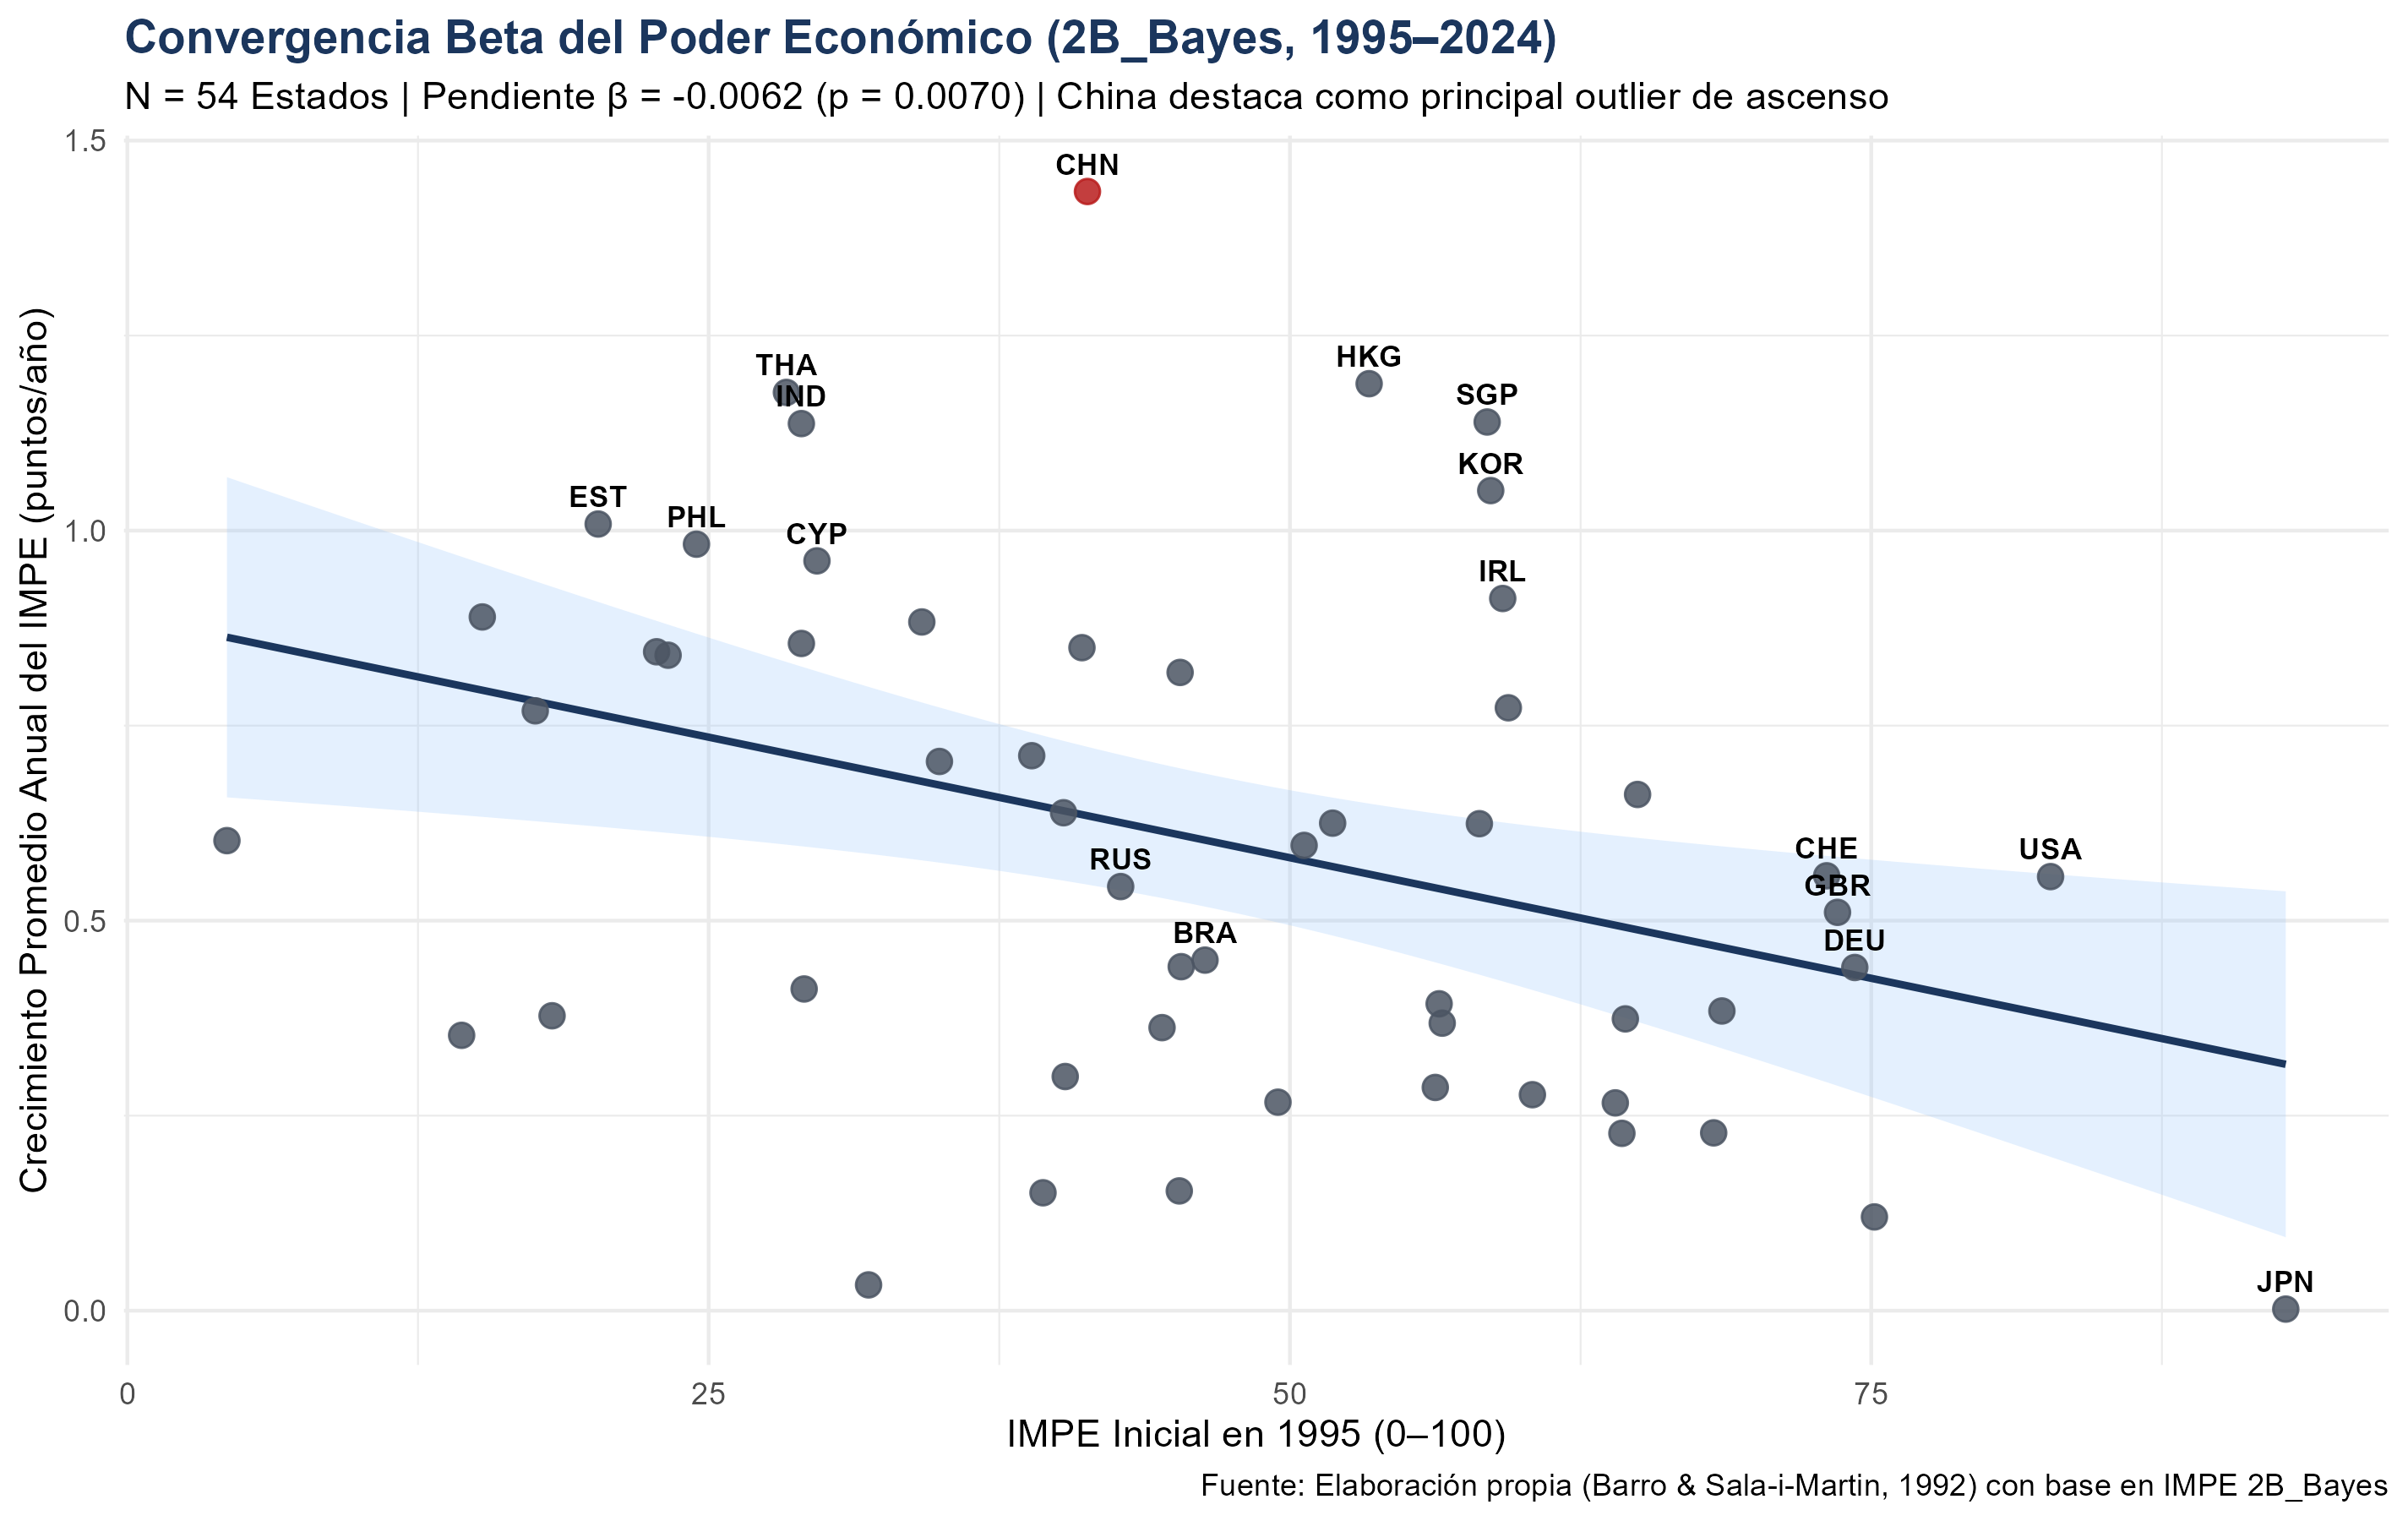 Convergencia Beta del Poder Económico (2B_Bayes, 1995–2024)
N = 54 Estados | Pendiente β = -0.0062 (p = 0.0070) | China destaca como principal outlier de ascenso
Crecimiento Promedio Anual del IMPE (puntos/año)
1.5
1.0
0.5
0.0
CHN
THA
IND
HKG
SGP
KOR
EST
PHL
CYP
IRL
RUS
BRA
CHE
GBR
DEU
USA
JPN
0
25
50
75
IMPE Inicial en 1995 (0–100)
Fuente: Elaboración propia (Barro & Sala-i-Martin, 1992) con base en IMPE 2B_Bayes